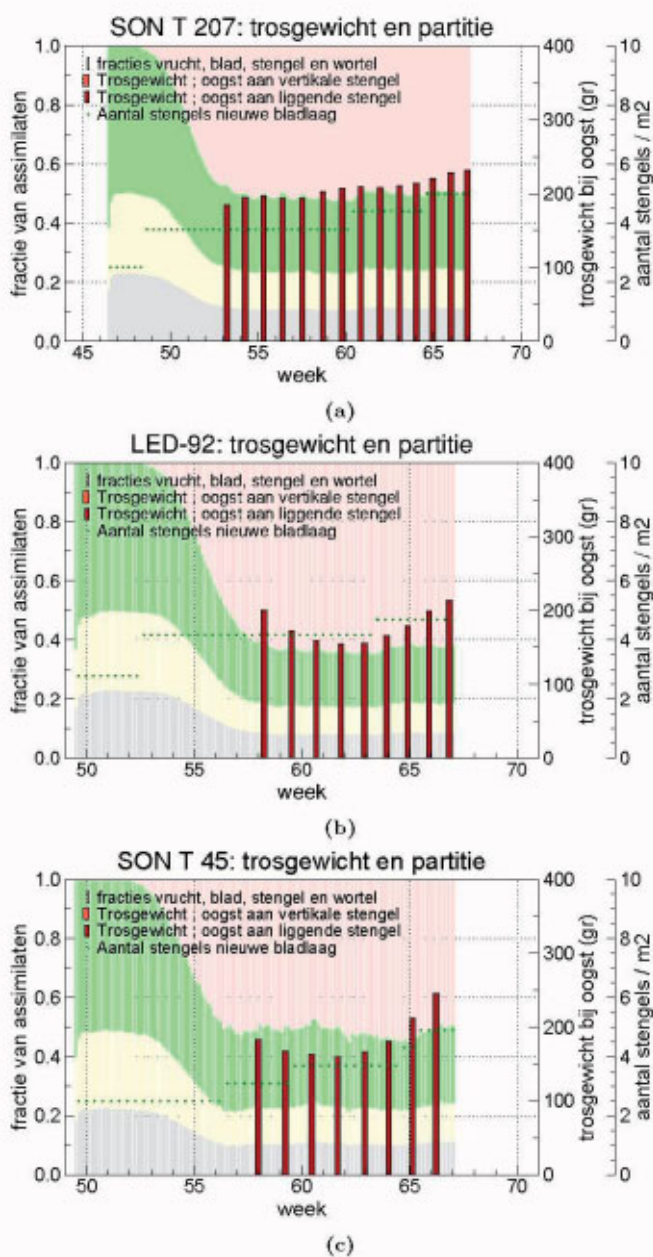 SON T 207: trosgewicht en partitie
fracties vrucht, blad, stengel en wortel
Trosgewicht ; oogst aan vertikale stengel
Trosgewicht ; oogst aan liggende stengel
Aantal stengels nieuwe bladlaag
fractie van assimilaten
1.0
0.8
0.6
0.4
0.2
0.0
45
50
55
60
65
70
week
400
300
200
100
0
trosgewicht bij oogst (gr)
10
8
6
4
2
0
aantal stengels / m2
(a)
LED-92: trosgewicht en partitie
fracties vrucht, blad, stengel en wortel
Trosgewicht ; oogst aan vertikale stengel
Trosgewicht ; oogst aan liggende stengel
Aantal stengels nieuwe bladlaag
fractie van assimilaten
1.0
0.8
0.6
0.4
0.2
0.0
50
55
60
65
70
week
400
300
200
100
0
trosgewicht bij oogst (gr)
10
8
6
4
2
0
aantal stengels / m2
(b)
SON T 45: trosgewicht en partitie
fracties vrucht, blad, stengel en wortel
Trosgewicht ; oogst aan vertikale stengel
Trosgewicht ; oogst aan liggende stengel
Aantal stengels nieuwe bladlaag
fractie van assimilaten
1.0
0.8
0.6
0.4
0.2
0.0
50
55
60
65
70
week
400
300
200
100
0
trosgewicht bij oogst (gr)
10
8
6
4
2
0
aantal stengels / m2
(c)